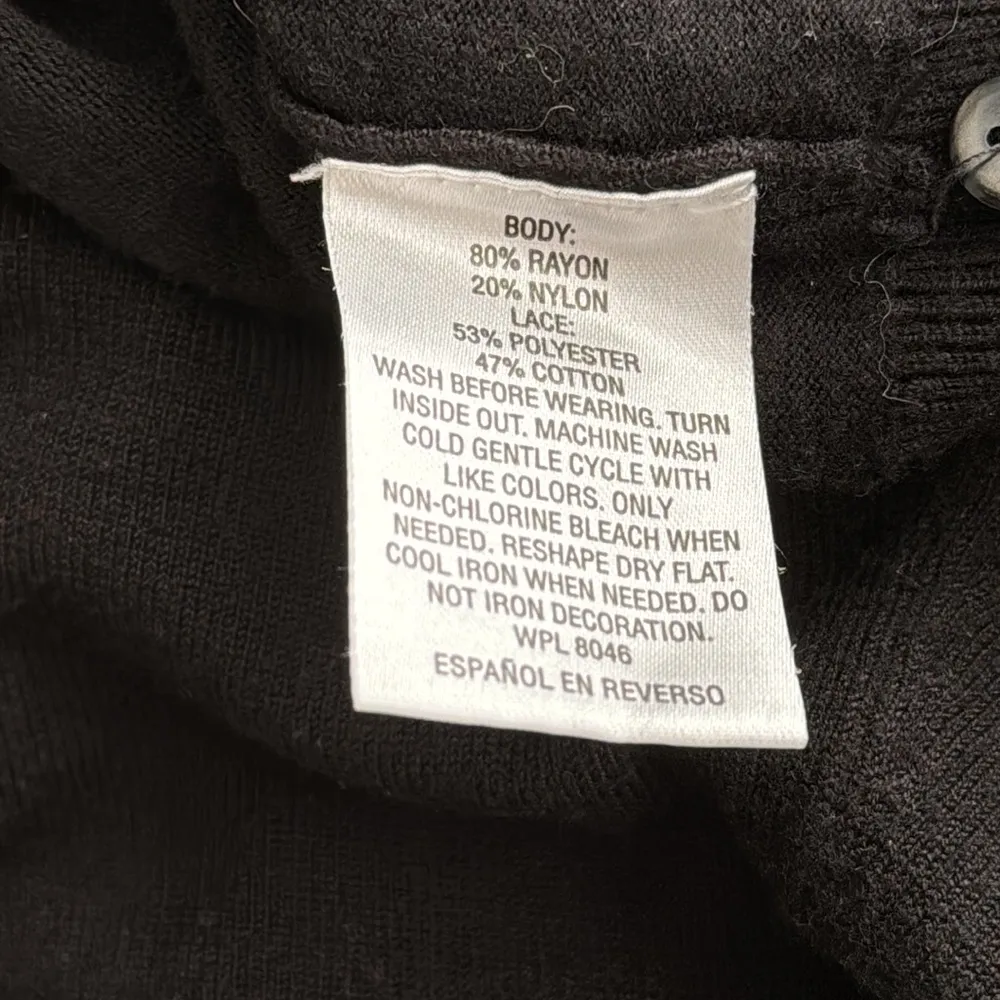 BODY:
80% RAYON
20% NYLON
LACE:
53% POLYESTER
47% COTTON
WASH BEFORE WEARING. TURN
INSIDE OUT. MACHINE WASH
COLD GENTLE CYCLE WITH
LIKE COLORS. ONLY
NON-CHLORINE BLEACH WHEN
NEEDED. RESHAPE DRY FLAT.
COOL IRON WHEN NEEDED. DO
NOT IRON DECORATION.
WPL 8046
ESPAÑOL EN REVERSO